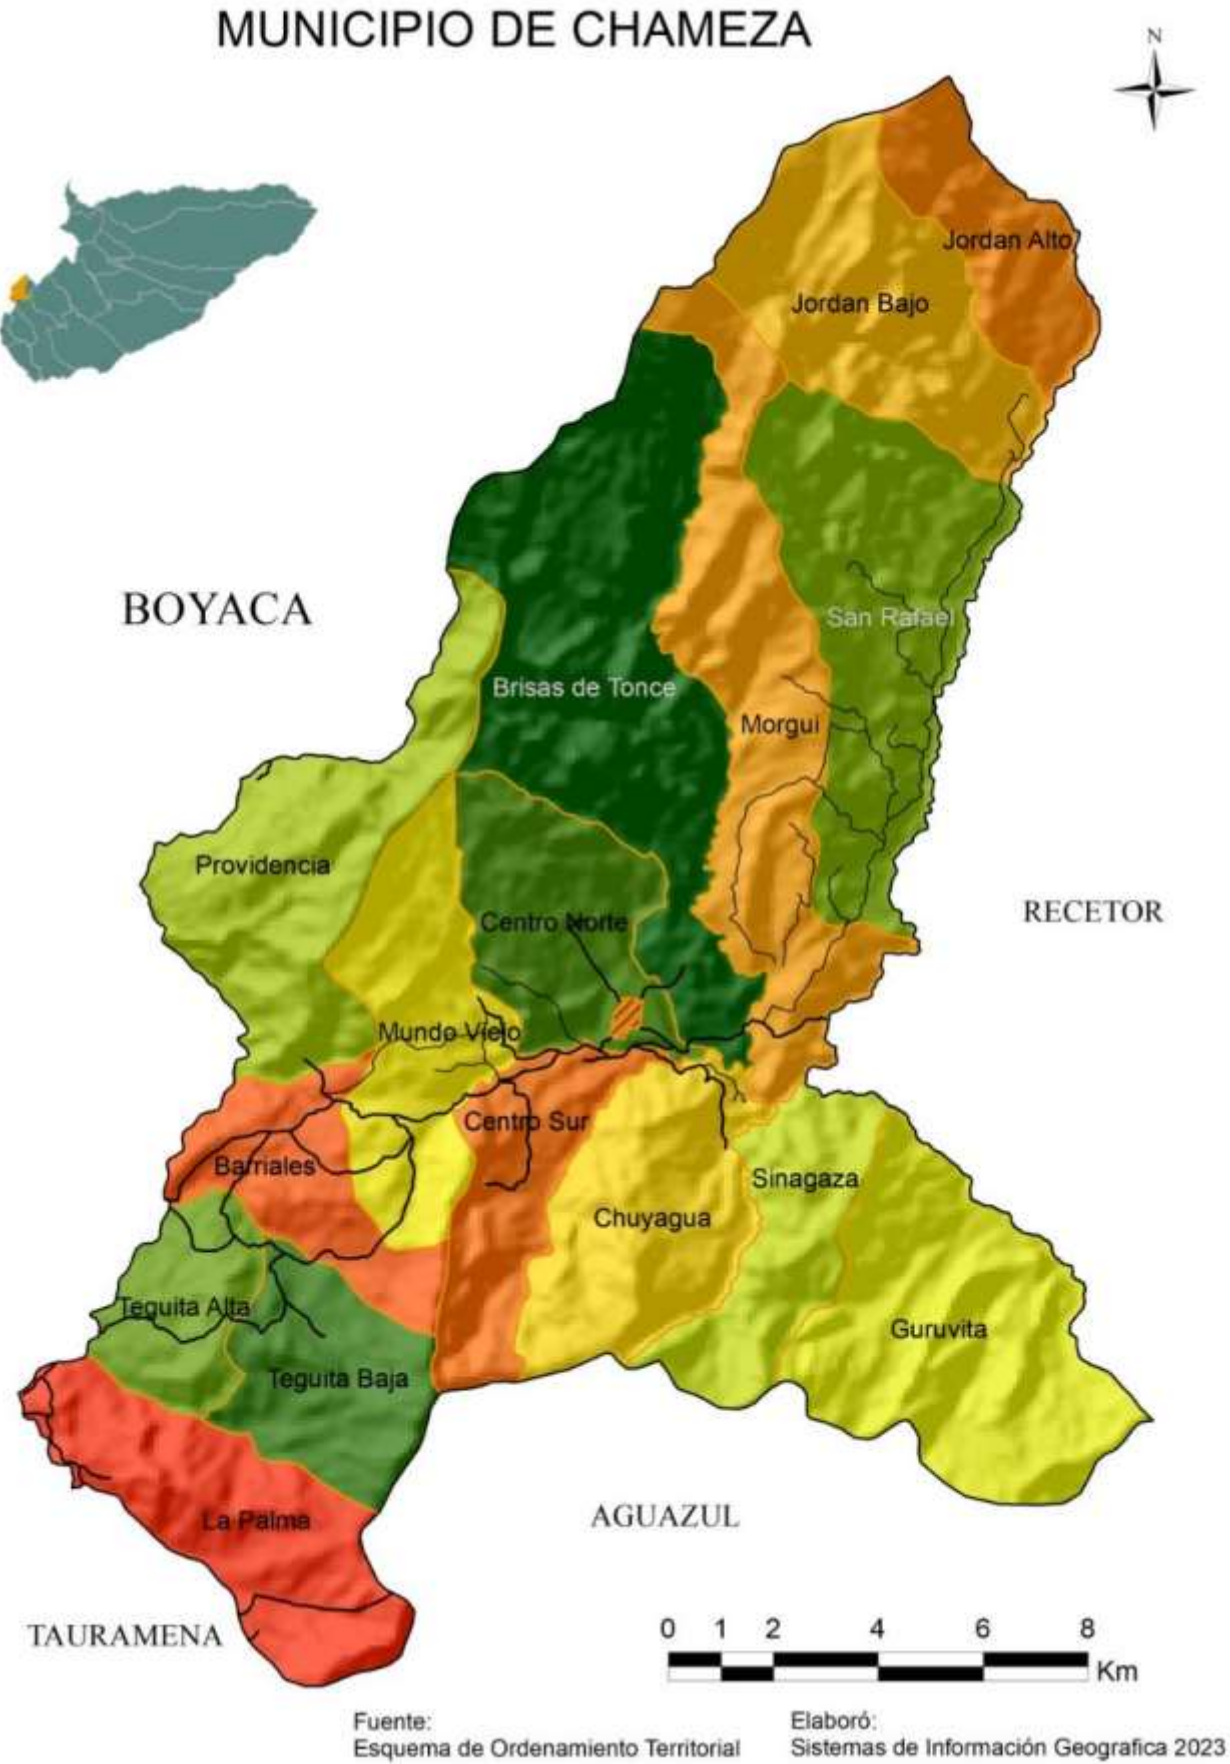 MUNICIPIO DE CHAMEZA
N
Jordan Alto
Jordan Bajo
BOYACA
San Rafael
Brisas de Tonce
Morgui
Providencia
Centro Norte
RECETOR
Mundo Viejo
Centro Sur
Barriales
Sinagaza
Chuyagua
Teguita Alta
Guruvita
Teguita Baja
AGUAZUL
La Palma
TAURAMENA
0 1 2 4 6 8
Km
Fuente:
Esquema de Ordenamiento Territorial
Elaboró:
Sistemas de Información Geografica 2023